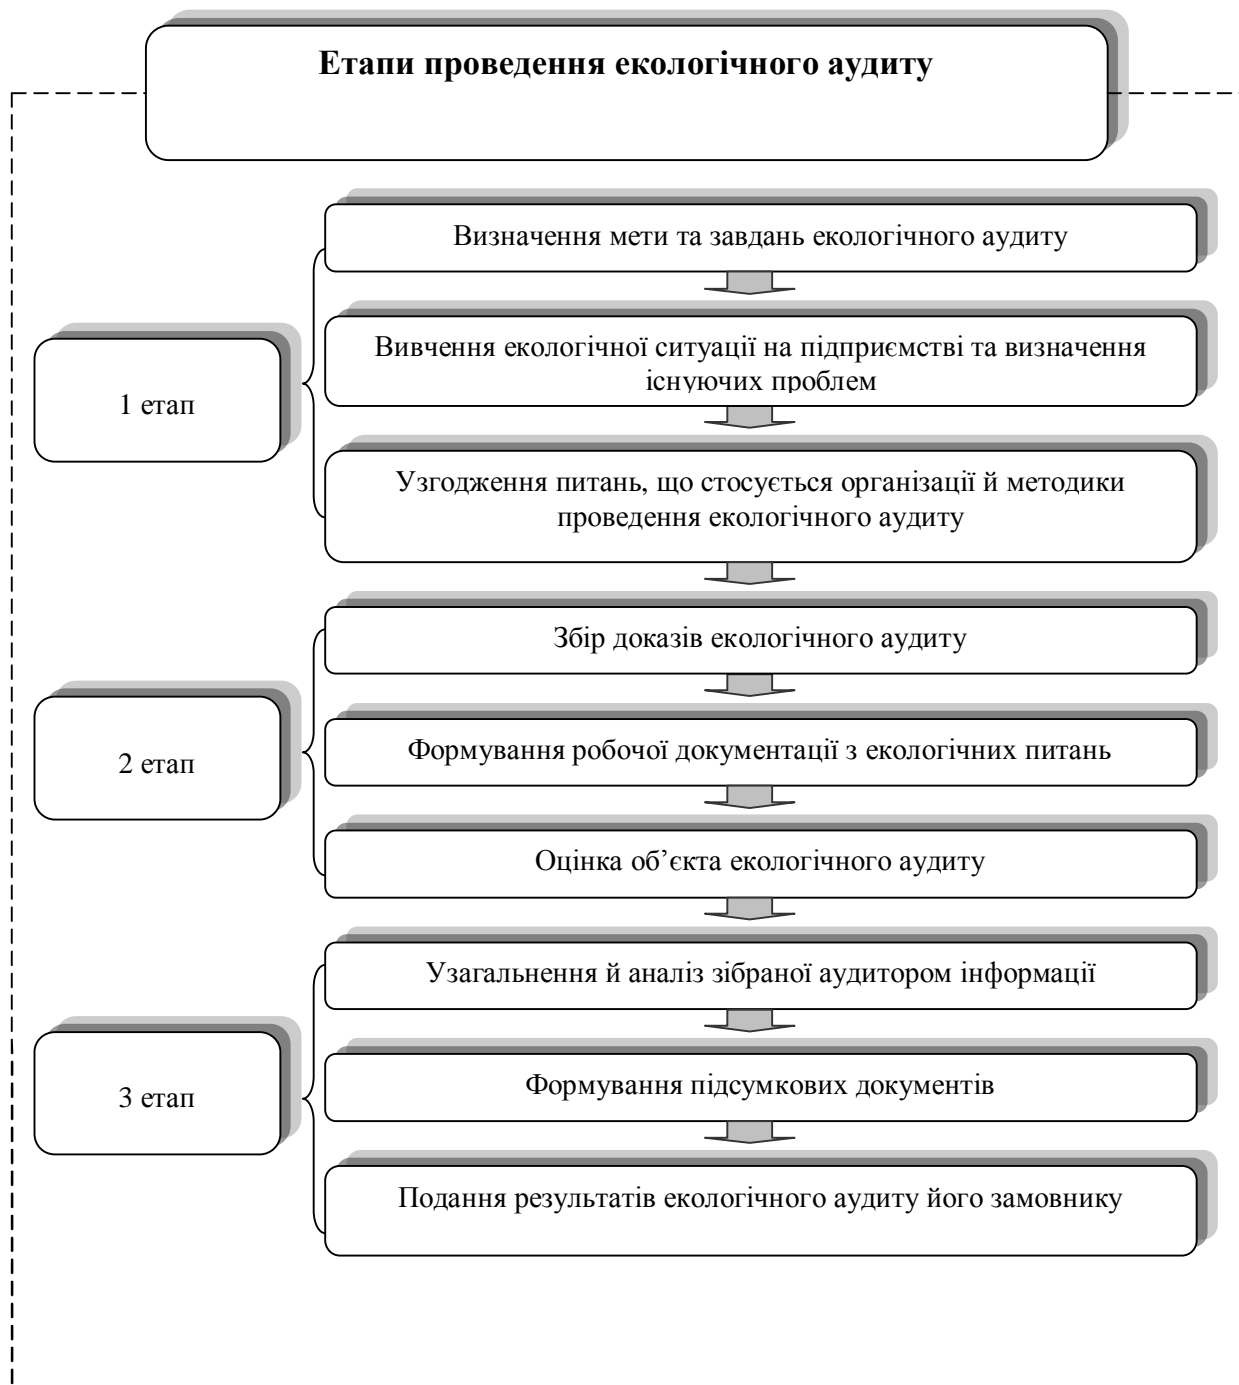 Етапи проведення екологічного аудиту
1 етап
Визначення мети та завдань екологічного аудиту
Вивчення екологічної ситуації на підприємстві та визначення
існуючих проблем
Узгодження питань, що стосується організації й методики
проведення екологічного аудиту
2 етап
Збір доказів екологічного аудиту
Формування робочої документації з екологічних питань
Оцінка об’єкта екологічного аудиту
3 етап
Узагальнення й аналіз зібраної аудитором інформації
Формування підсумкових документів
Подання результатів екологічного аудиту його замовнику